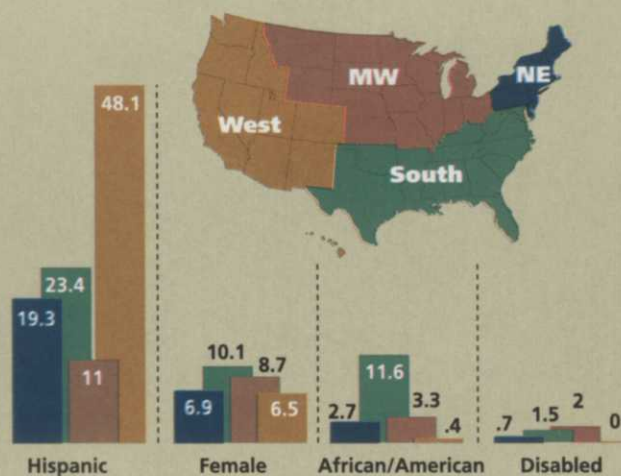 MW
NE
West
South
48.1
23.4
19.3
11
10.1
8.7
6.9
6.5
11.6
2.7
3.3
.4
.7
1.5
2
0
Hispanic
Female
African/American
Disabled